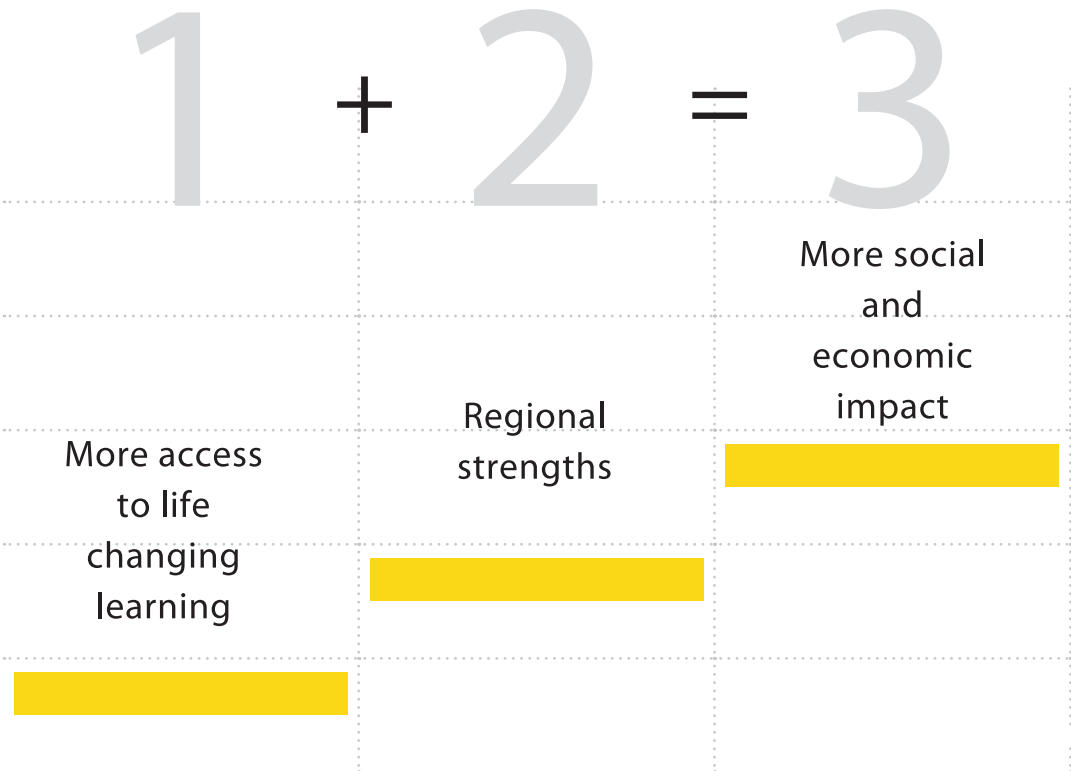 1 + 2 = 3
More access
to life
changing
learning
Regional
strengths
More social
and
economic
impact